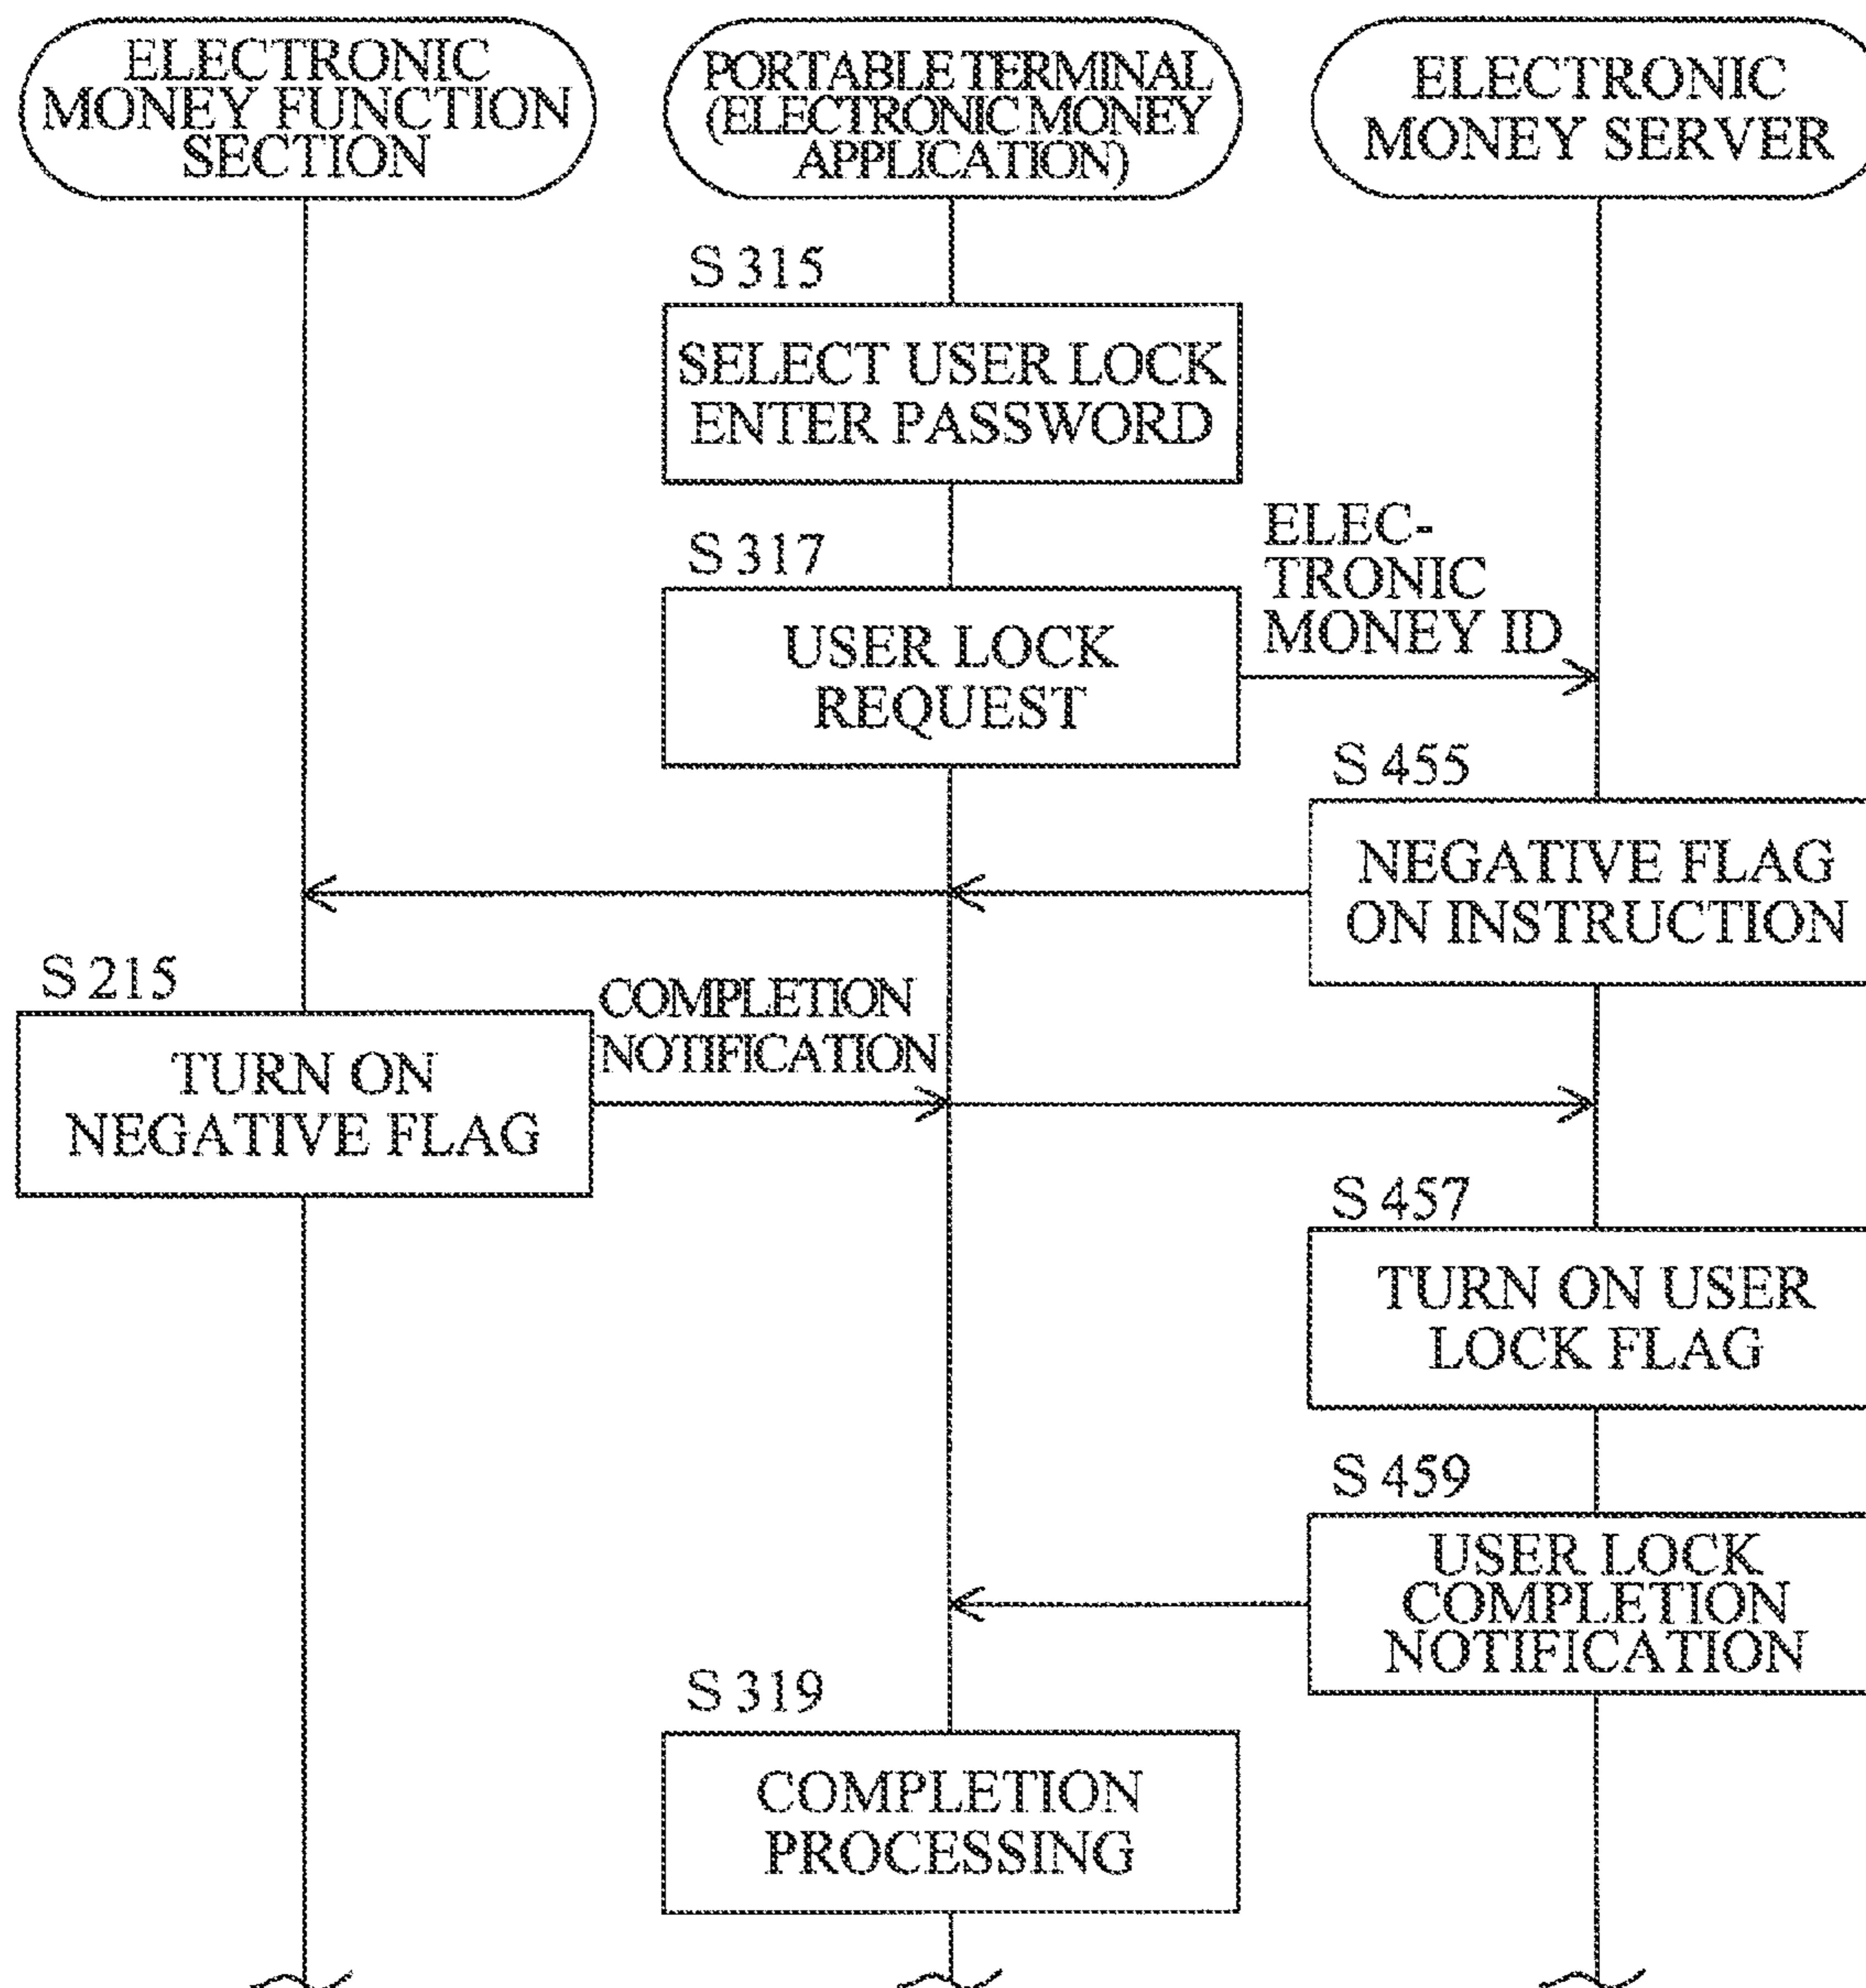 ELECTRONIC
MONEY FUNCTION
SECTION
PORTABLE TERMINAL
(ELECTRONIC MONEY
APPLICATION)
ELECTRONIC
MONEY SERVER
S 315
SELECT USER LOCK
ENTER PASSWORD
S 317
USER LOCK
REQUEST
ELEC-
TRONIC
MONEY ID
S 455
NEGATIVE FLAG
ON INSTRUCTION
S 215
TURN ON
NEGATIVE FLAG
COMPLETION
NOTIFICATION
S 457
TURN ON USER
LOCK FLAG
S 459
USER LOCK
COMPLETION
NOTIFICATION
S 319
COMPLETION
PROCESSING